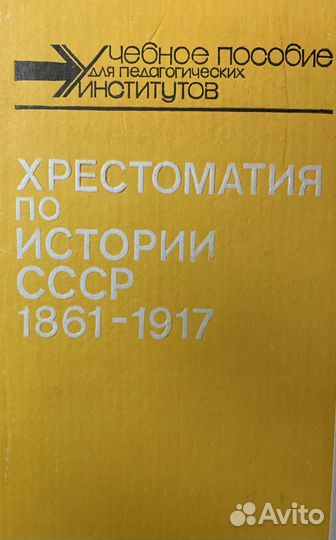 Учебное пособие
для педагогических
институтов
ХРЕСТОМАТИЯ
ПО
ИСТОРИИ
СССР
1861-1917
Avito